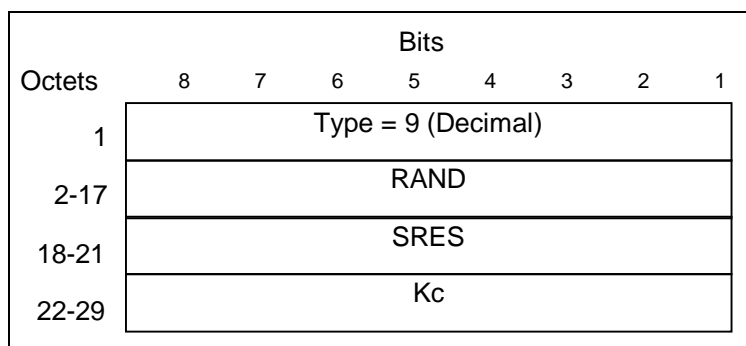 Bits
Octets 8 7 6 5 4 3 2 1
1 Type = 9 (Decimal)
2-17 RAND
18-21 SRES
22-29 Kc